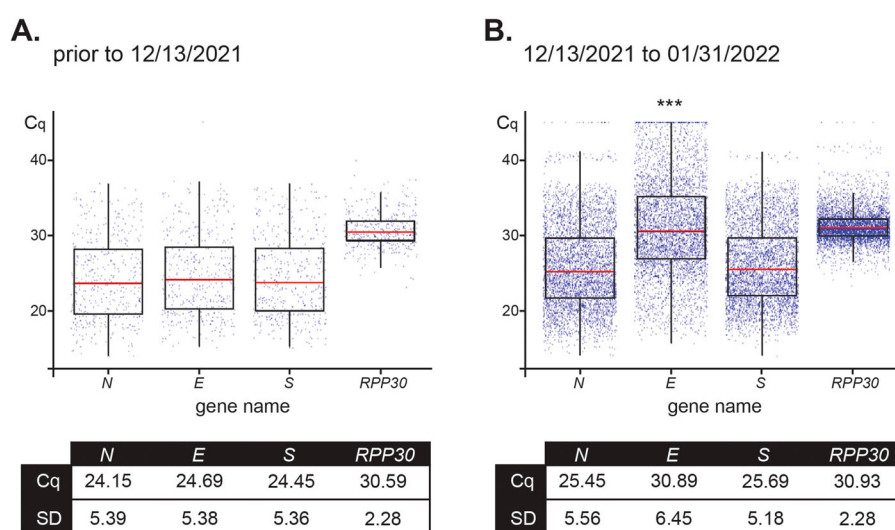 A.
prior to 12/13/2021
Cq
40
30
20
N E S RPP30
gene name
N E S RPP30
Cq 24.15 24.69 24.45 30.59
SD 5.39 5.38 5.36 2.28
B.
12/13/2021 to 01/31/2022
***
Cq
40
30
20
N E S RPP30
gene name
N E S RPP30
Cq 25.45 30.89 25.69 30.93
SD 5.56 6.45 5.18 2.28